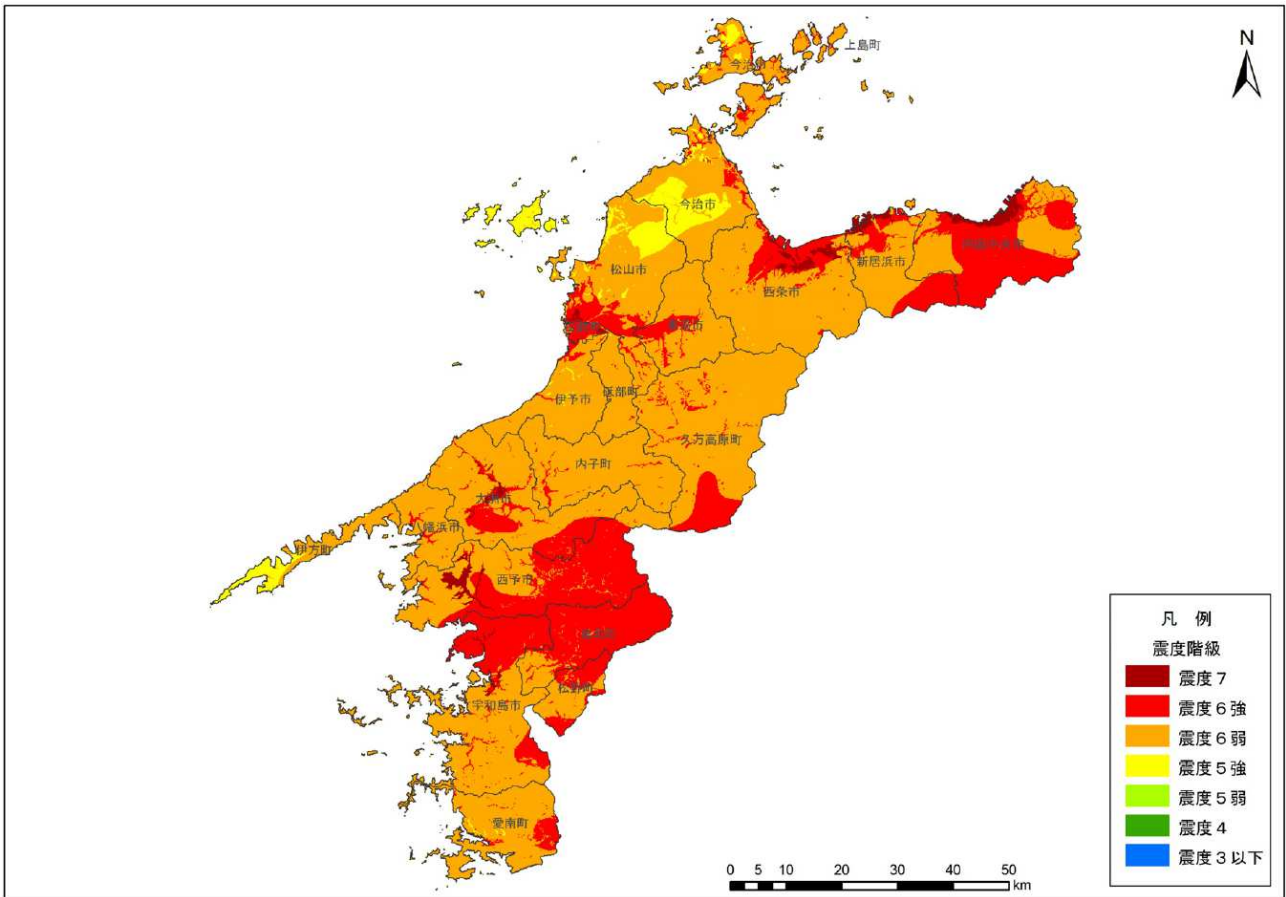 上島町
N
今治市
今治市
新居浜市
松山市
西条市
伊予市
砥部町
久万高原町
内子町
大洲市
八幡浜市
伊方町
西予市
松野町
宇和島市
愛南町
凡 例
震度階級
震度7
震度6強
震度6弱
震度5強
震度5弱
震度4
震度3以下
0 5 10 20 30 40 50
km